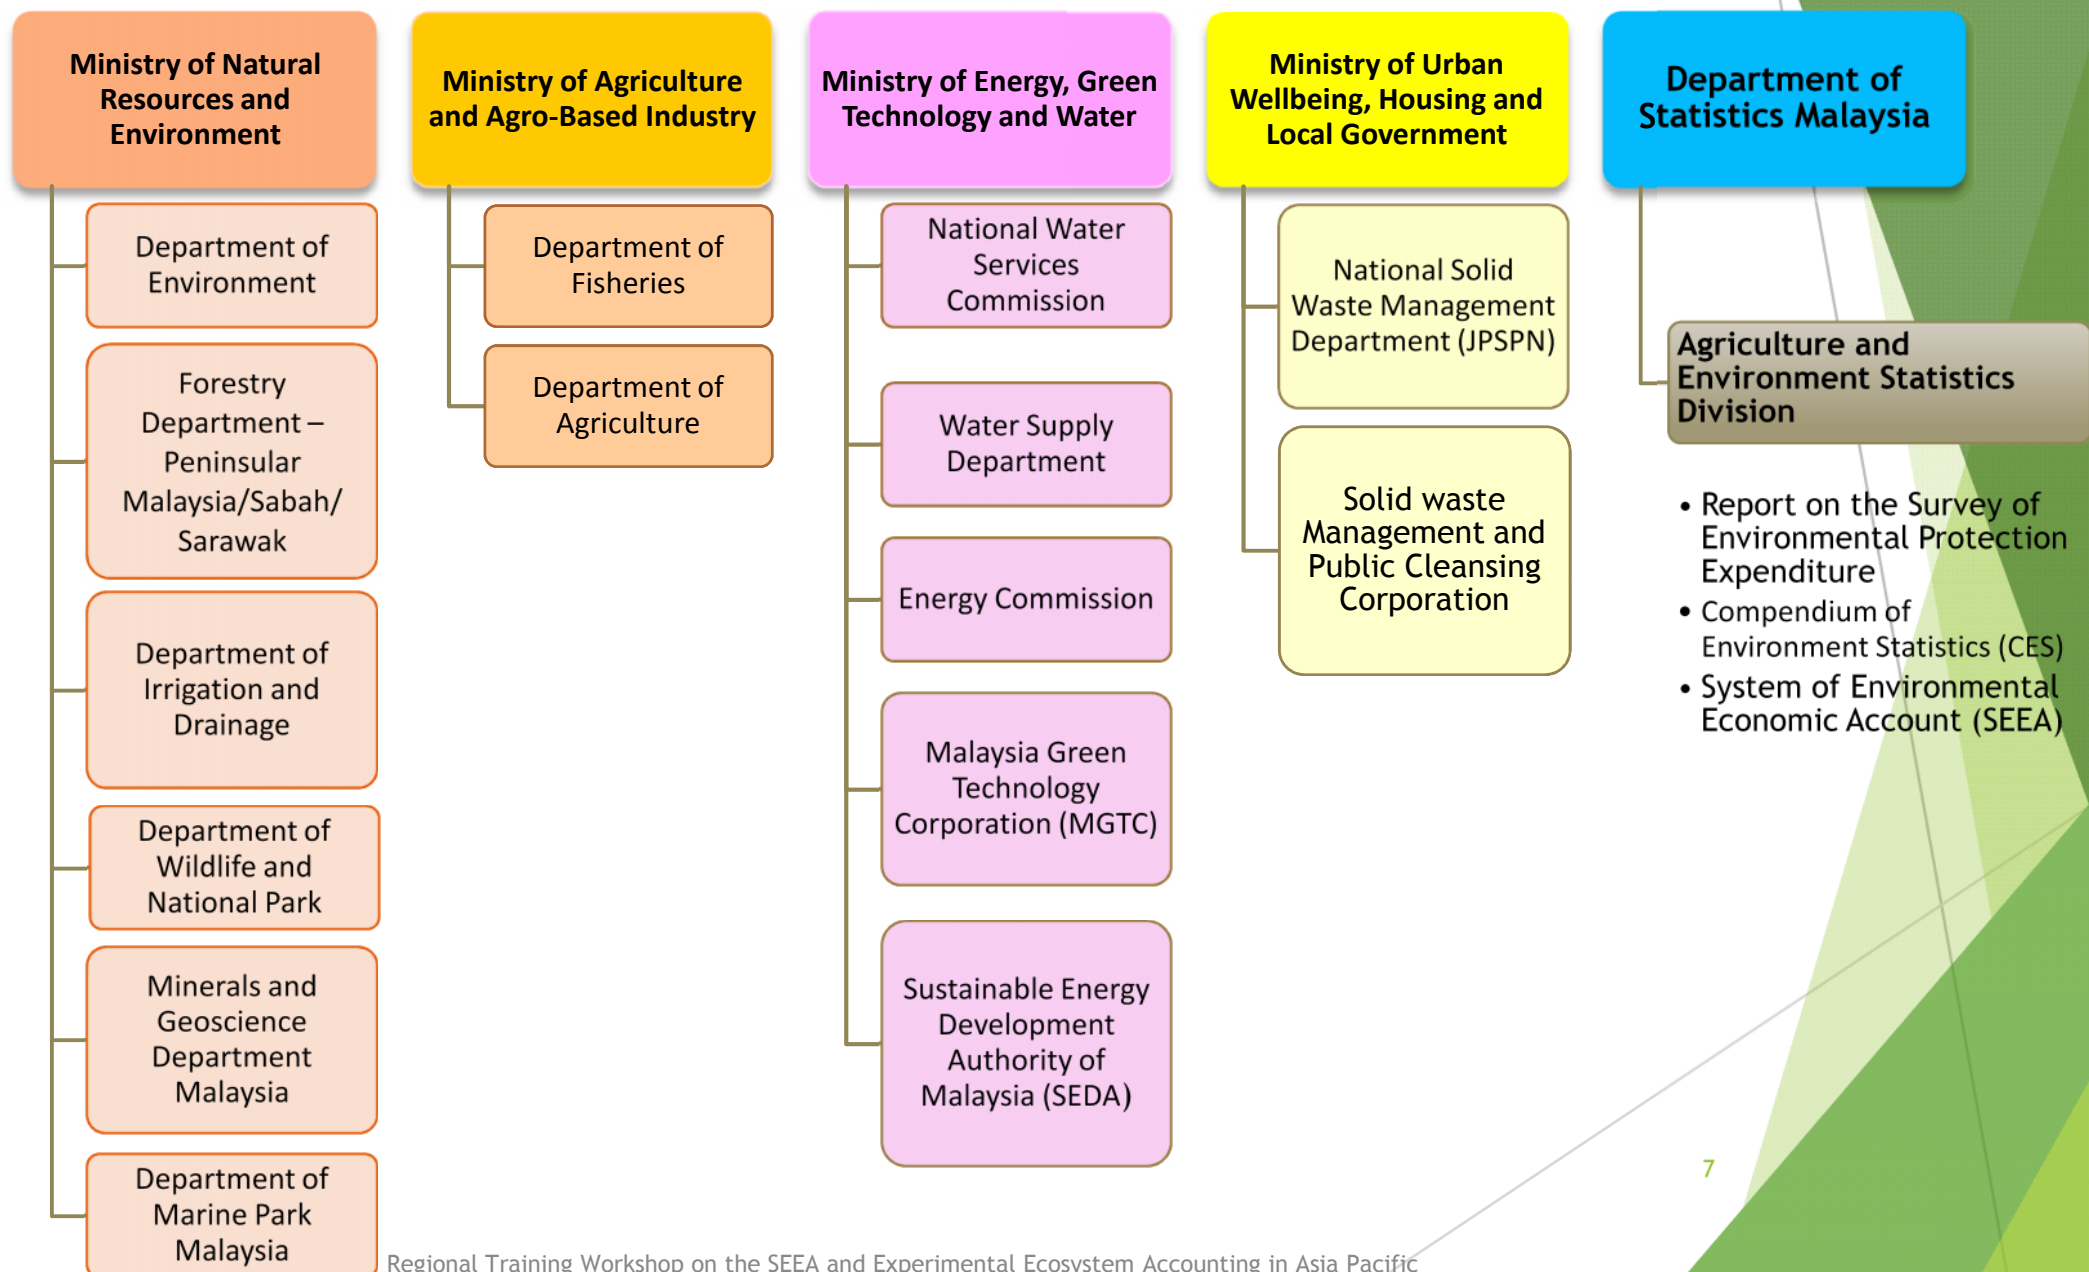 Ministry of Natural
Resources and
Environment
Department of
Environment
Forestry
Department –
Peninsular
Malaysia/Sabah/
Sarawak
Department of
Irrigation and
Drainage
Department of
Wildlife and
National Park
Minerals and
Geoscience
Department
Malaysia
Department of
Marine Park
Malaysia
Ministry of Agriculture
and Agro-Based Industry
Department of
Fisheries
Department of
Agriculture
Ministry of Energy, Green
Technology and Water
National Water
Services
Commission
Water Supply
Department
Energy Commission
Malaysia Green
Technology
Corporation (MGTC)
Sustainable Energy
Development
Authority of
Malaysia (SEDA)
Ministry of Urban
Wellbeing, Housing and
Local Government
National Solid
Waste Management
Department (JPSPN)
Solid waste
Management and
Public Cleansing
Corporation
Department of
Statistics Malaysia
Agriculture and
Environment Statistics
Division
• Report on the Survey of
Environmental Protection
Expenditure
• Compendium of
Environment Statistics (CES)
• System of Environmental
Economic Account (SEEA)
7
Regional Training Workshop on the SEEA and Experimental Ecosystem Accounting in Asia Pacific